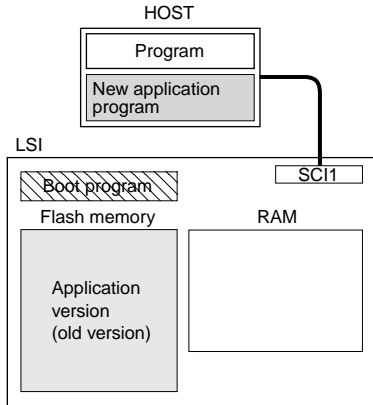 HOST
Program
New application
program
LSI
SCI1
Boot program
Flash memory
RAM
Application
version
(old version)